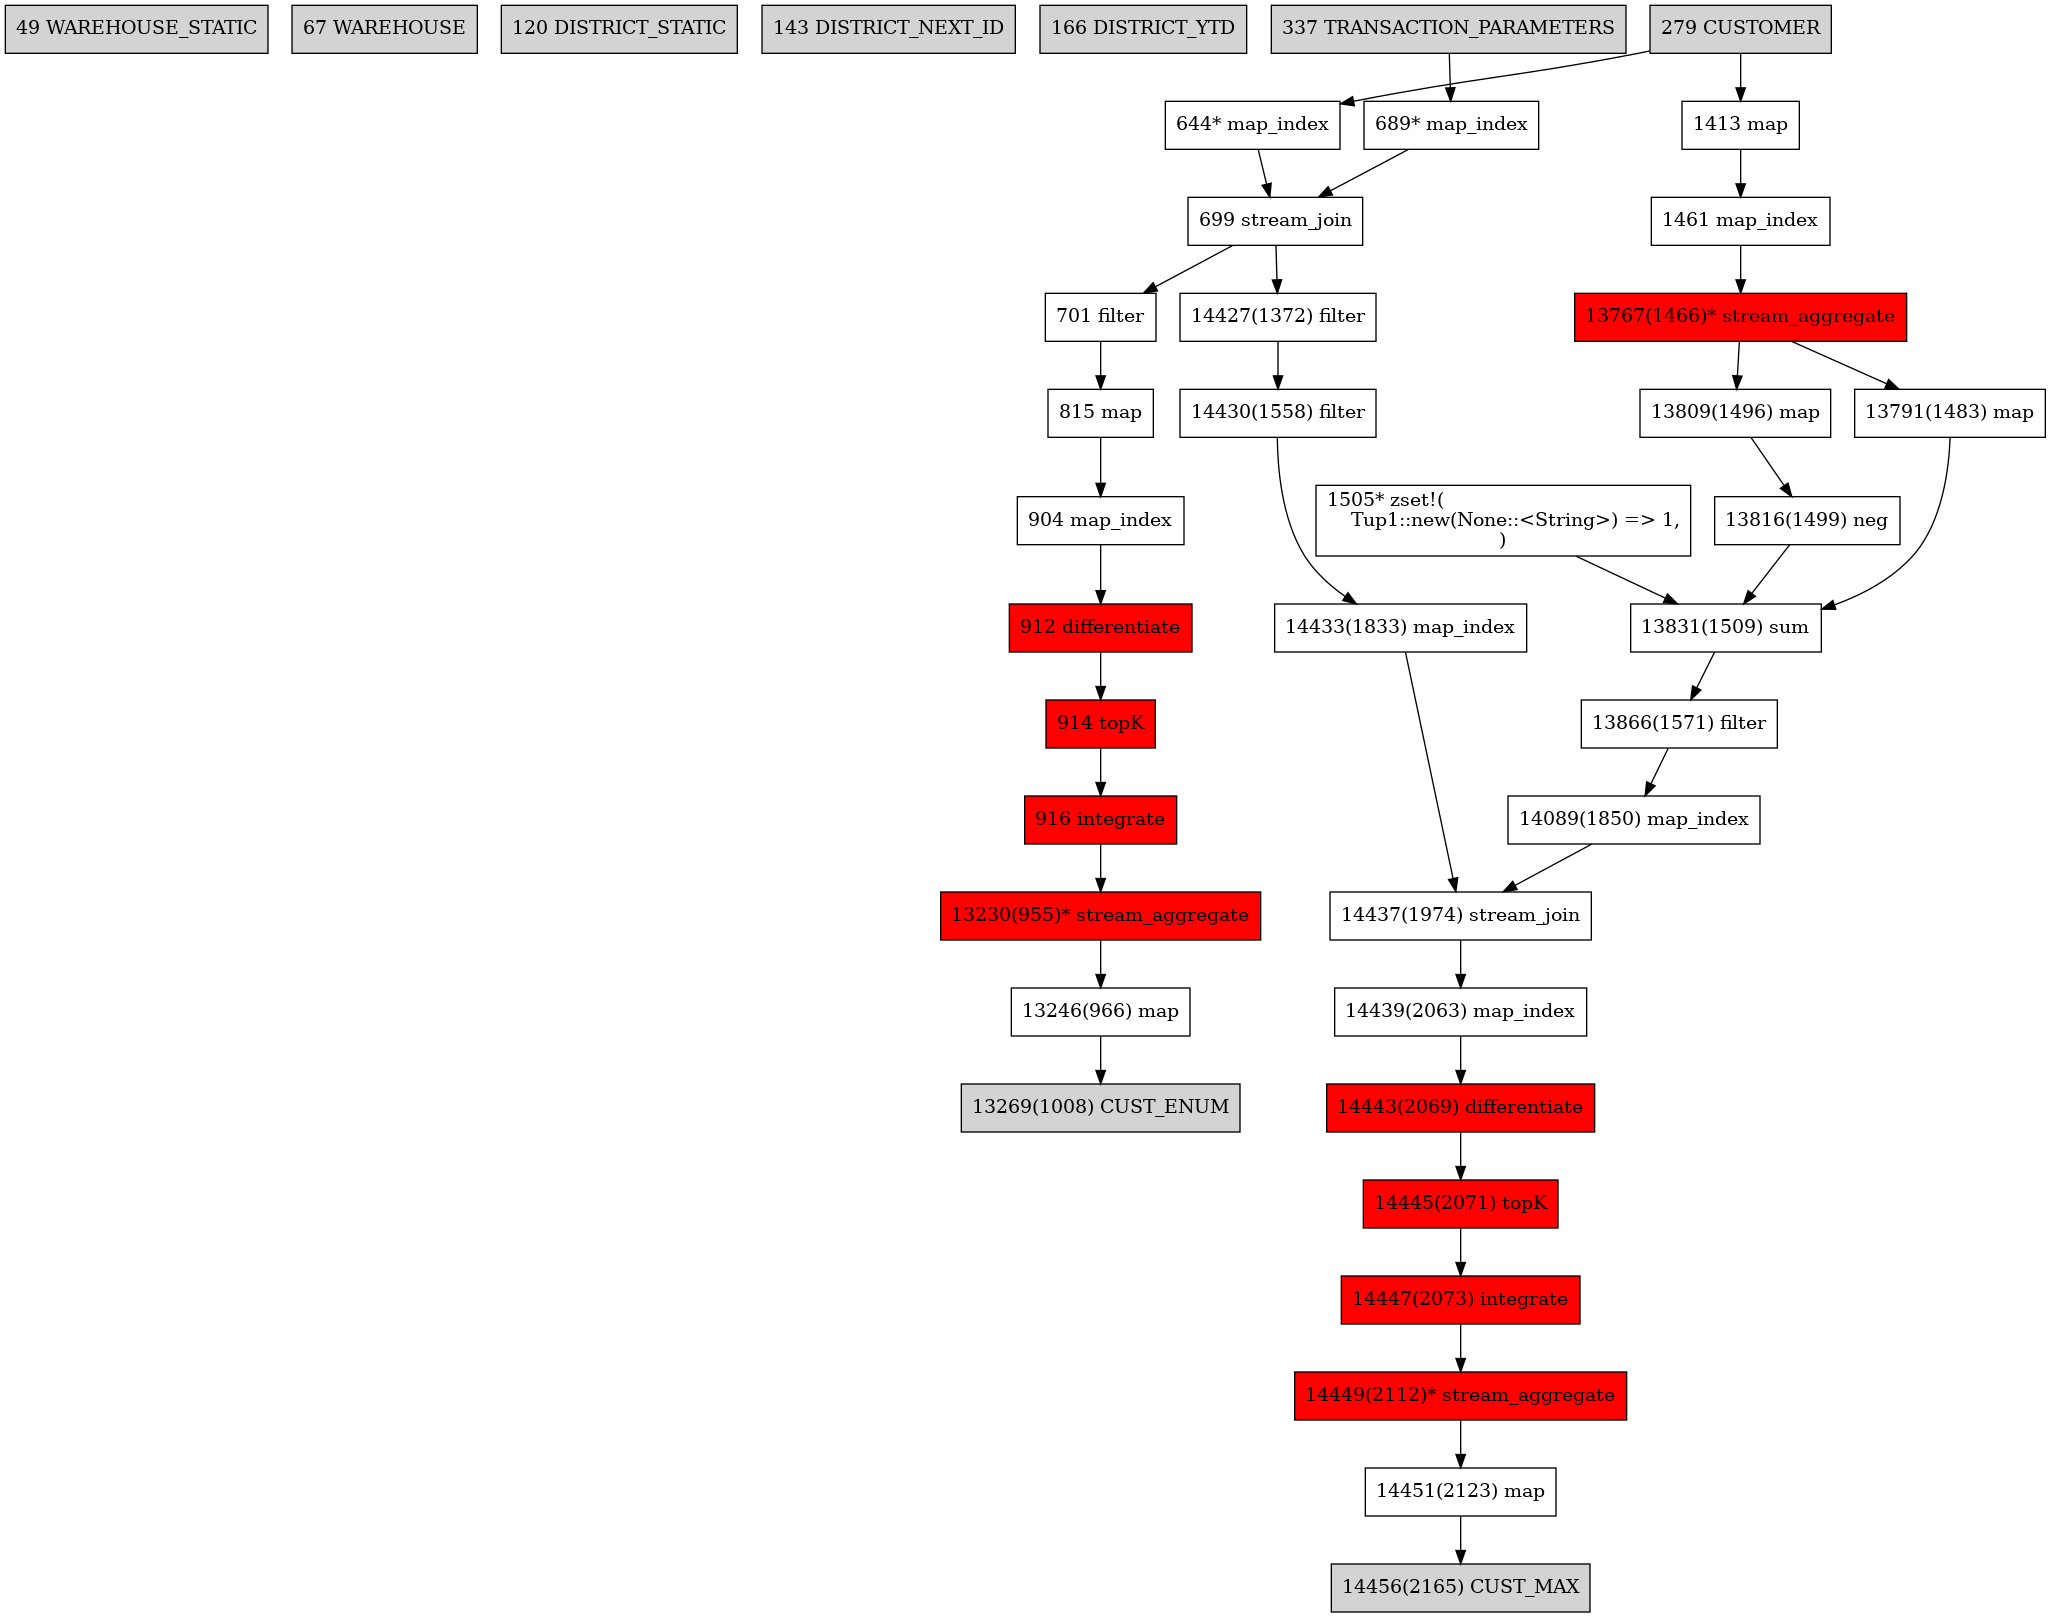 49 WAREHOUSE_STATIC
67 WAREHOUSE
120 DISTRICT_STATIC
143 DISTRICT_NEXT_ID
166 DISTRICT_YTD
337 TRANSACTION_PARAMETERS
279 CUSTOMER
644* map_index
689* map_index
1413 map
699 stream_join
1461 map_index
701 filter
14427(1372) filter
13767(1466)* stream_aggregate
815 map
14430(1558) filter
13809(1496) map
13791(1483) map
904 map_index
1505* zset!(
Tup1::new(None::<String>) => 1,
)
13816(1499) neg
912 differentiate
14433(1833) map_index
13831(1509) sum
914 topK
13866(1571) filter
916 integrate
14089(1850) map_index
13230(955)* stream_aggregate
14437(1974) stream_join
13246(966) map
14439(2063) map_index
13269(1008) CUST_ENUM
14443(2069) differentiate
14445(2071) topK
14447(2073) integrate
14449(2112)* stream_aggregate
14451(2123) map
14456(2165) CUST_MAX